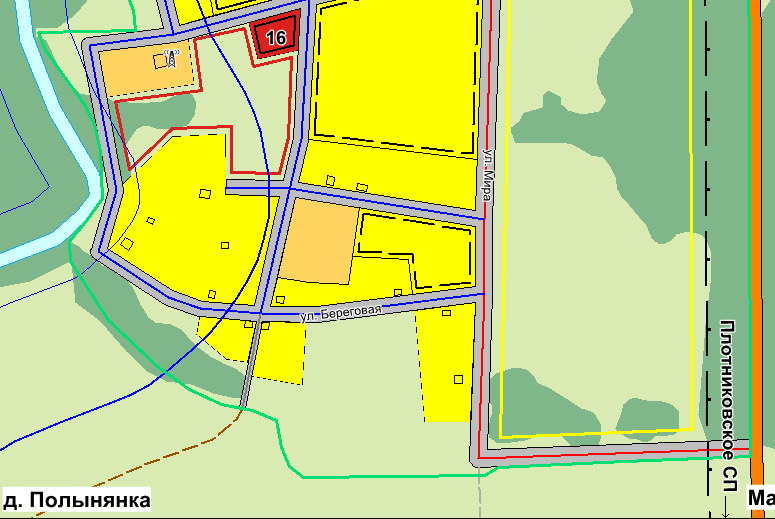 16
"А"
ул. Мира
ул. Береговая
Плотниковское СП
д. Полынянка
Ма